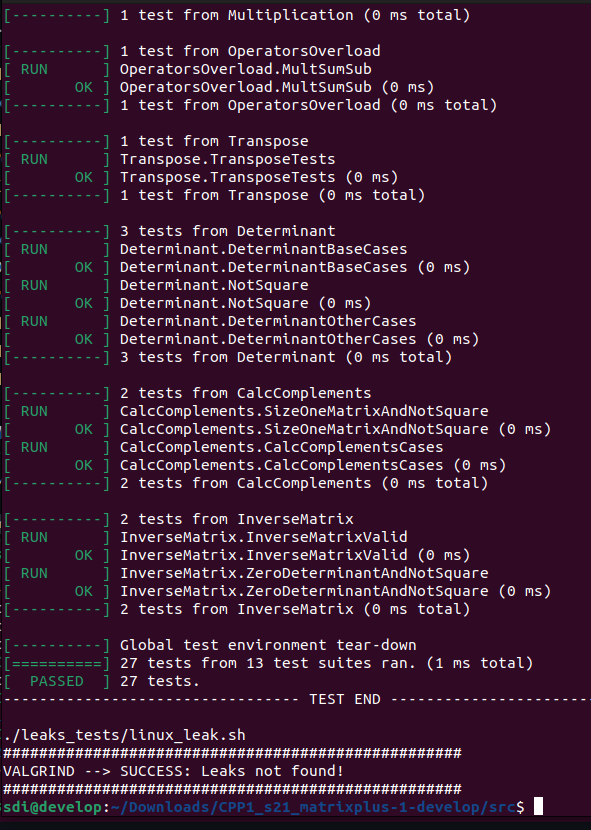 [----------] 1 test from Multiplication (0 ms total)
[----------] 1 test from OperatorsOverload
[ RUN      ] OperatorsOverload.MultSumSub
[       OK ] OperatorsOverload.MultSumSub (0 ms)
[----------] 1 test from OperatorsOverload (0 ms total)
[----------] 1 test from Transpose
[ RUN      ] Transpose.TransposeTests
[       OK ] Transpose.TransposeTests (0 ms)
[----------] 1 test from Transpose (0 ms total)
[----------] 3 tests from Determinant
[ RUN      ] Determinant.DeterminantBaseCases
[       OK ] Determinant.DeterminantBaseCases (0 ms)
[ RUN      ] Determinant.NotSquare
[       OK ] Determinant.NotSquare (0 ms)
[ RUN      ] Determinant.DeterminantOtherCases
[       OK ] Determinant.DeterminantOtherCases (0 ms)
[----------] 3 tests from Determinant (0 ms total)
[----------] 2 tests from CalcComplements
[ RUN      ] CalcComplements.SizeOneMatrixAndNotSquare
[       OK ] CalcComplements.SizeOneMatrixAndNotSquare (0 ms)
[ RUN      ] CalcComplements.CalcComplementsCases
[       OK ] CalcComplements.CalcComplementsCases (0 ms)
[----------] 2 tests from CalcComplements (0 ms total)
[----------] 2 tests from InverseMatrix
[ RUN      ] InverseMatrix.InverseMatrixValid
[       OK ] InverseMatrix.InverseMatrixValid (0 ms)
[ RUN      ] InverseMatrix.ZeroDeterminantAndNotSquare
[       OK ] InverseMatrix.ZeroDeterminantAndNotSquare (0 ms)
[----------] 2 tests from InverseMatrix (0 ms total)
[----------] Global test environment tear-down
[==========] 27 tests from 13 test suites ran. (1 ms total)
[  PASSED  ] 27 tests.
--------------------------------- TEST END ----------------------
./leaks_tests/linux_leak.sh
###################################################
VALGRIND --> SUCCESS: Leaks not found!
###################################################
sdi@develop:~/Downloads/CPP1_s21_matrixplus-1-develop/src$